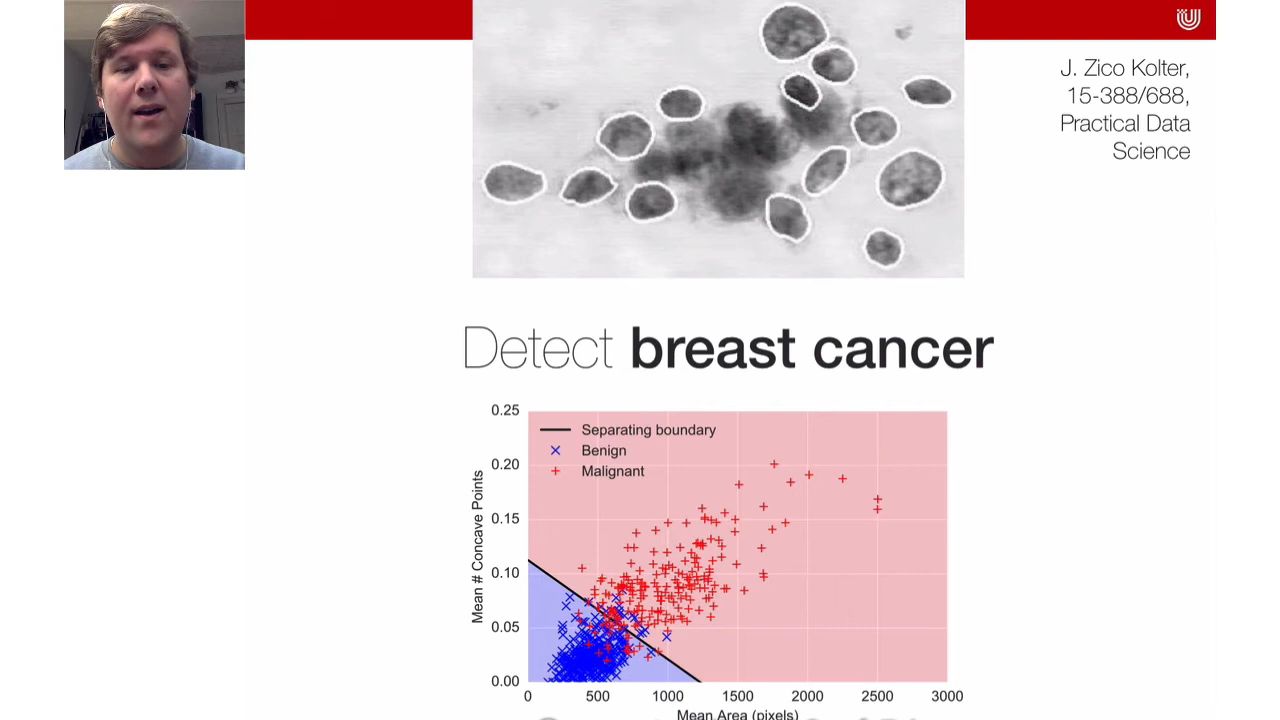 J. Zico Kolter,
15-388/688,
Practical Data
Science
Detect breast cancer
0.25
0.20
0.15
0.10
0.05
0.00
Mean # Concave Points
Separating boundary
Benign
Malignant
0 500 1000 1500 2000 2500 3000
Mean Area (pixels)